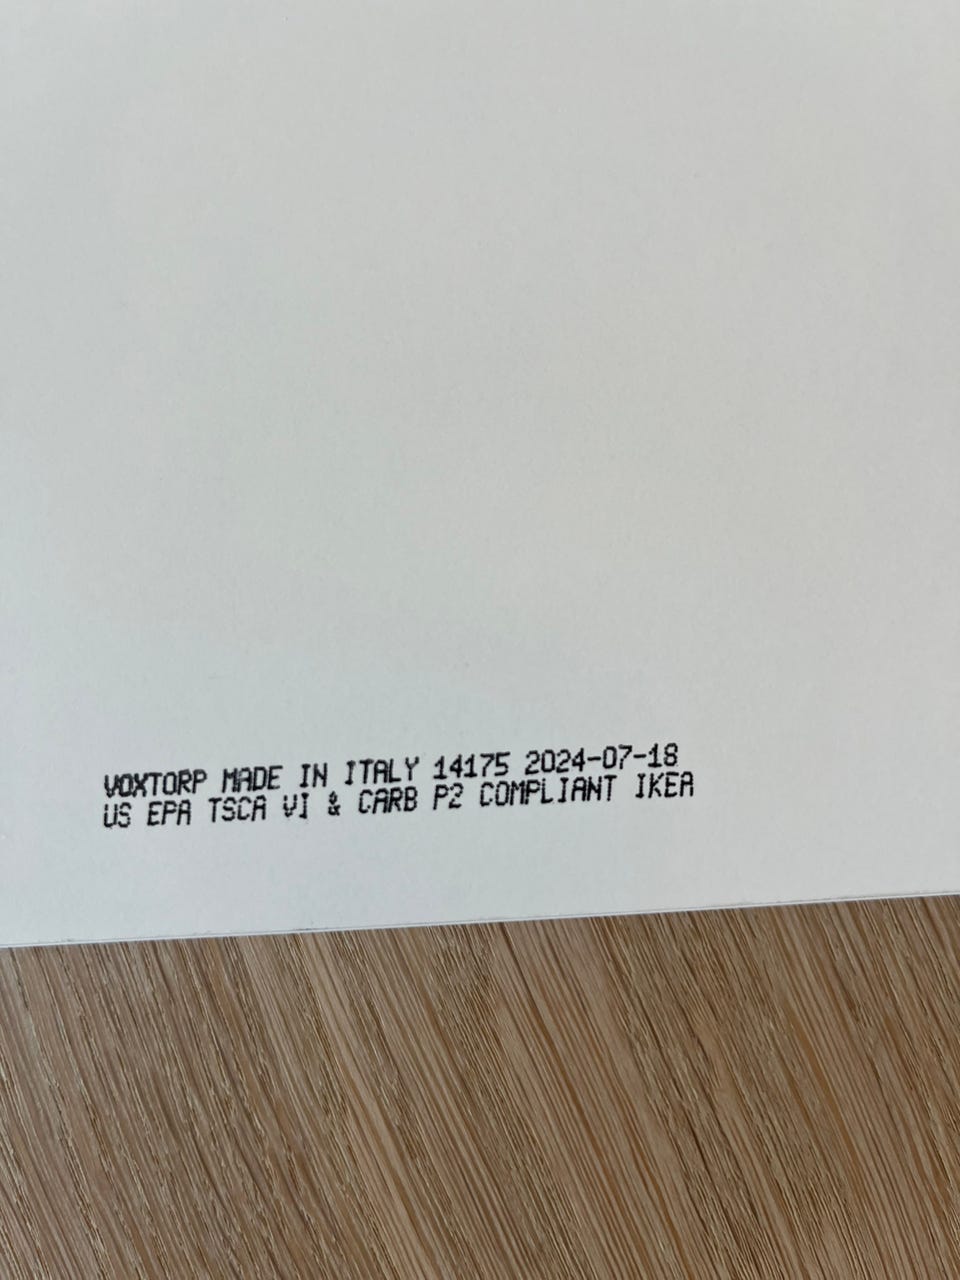 VOXTORP MADE IN ITALY 14175 2024-07-18
US EPA TSCA VI & CARB P2 COMPLIANT IKEA